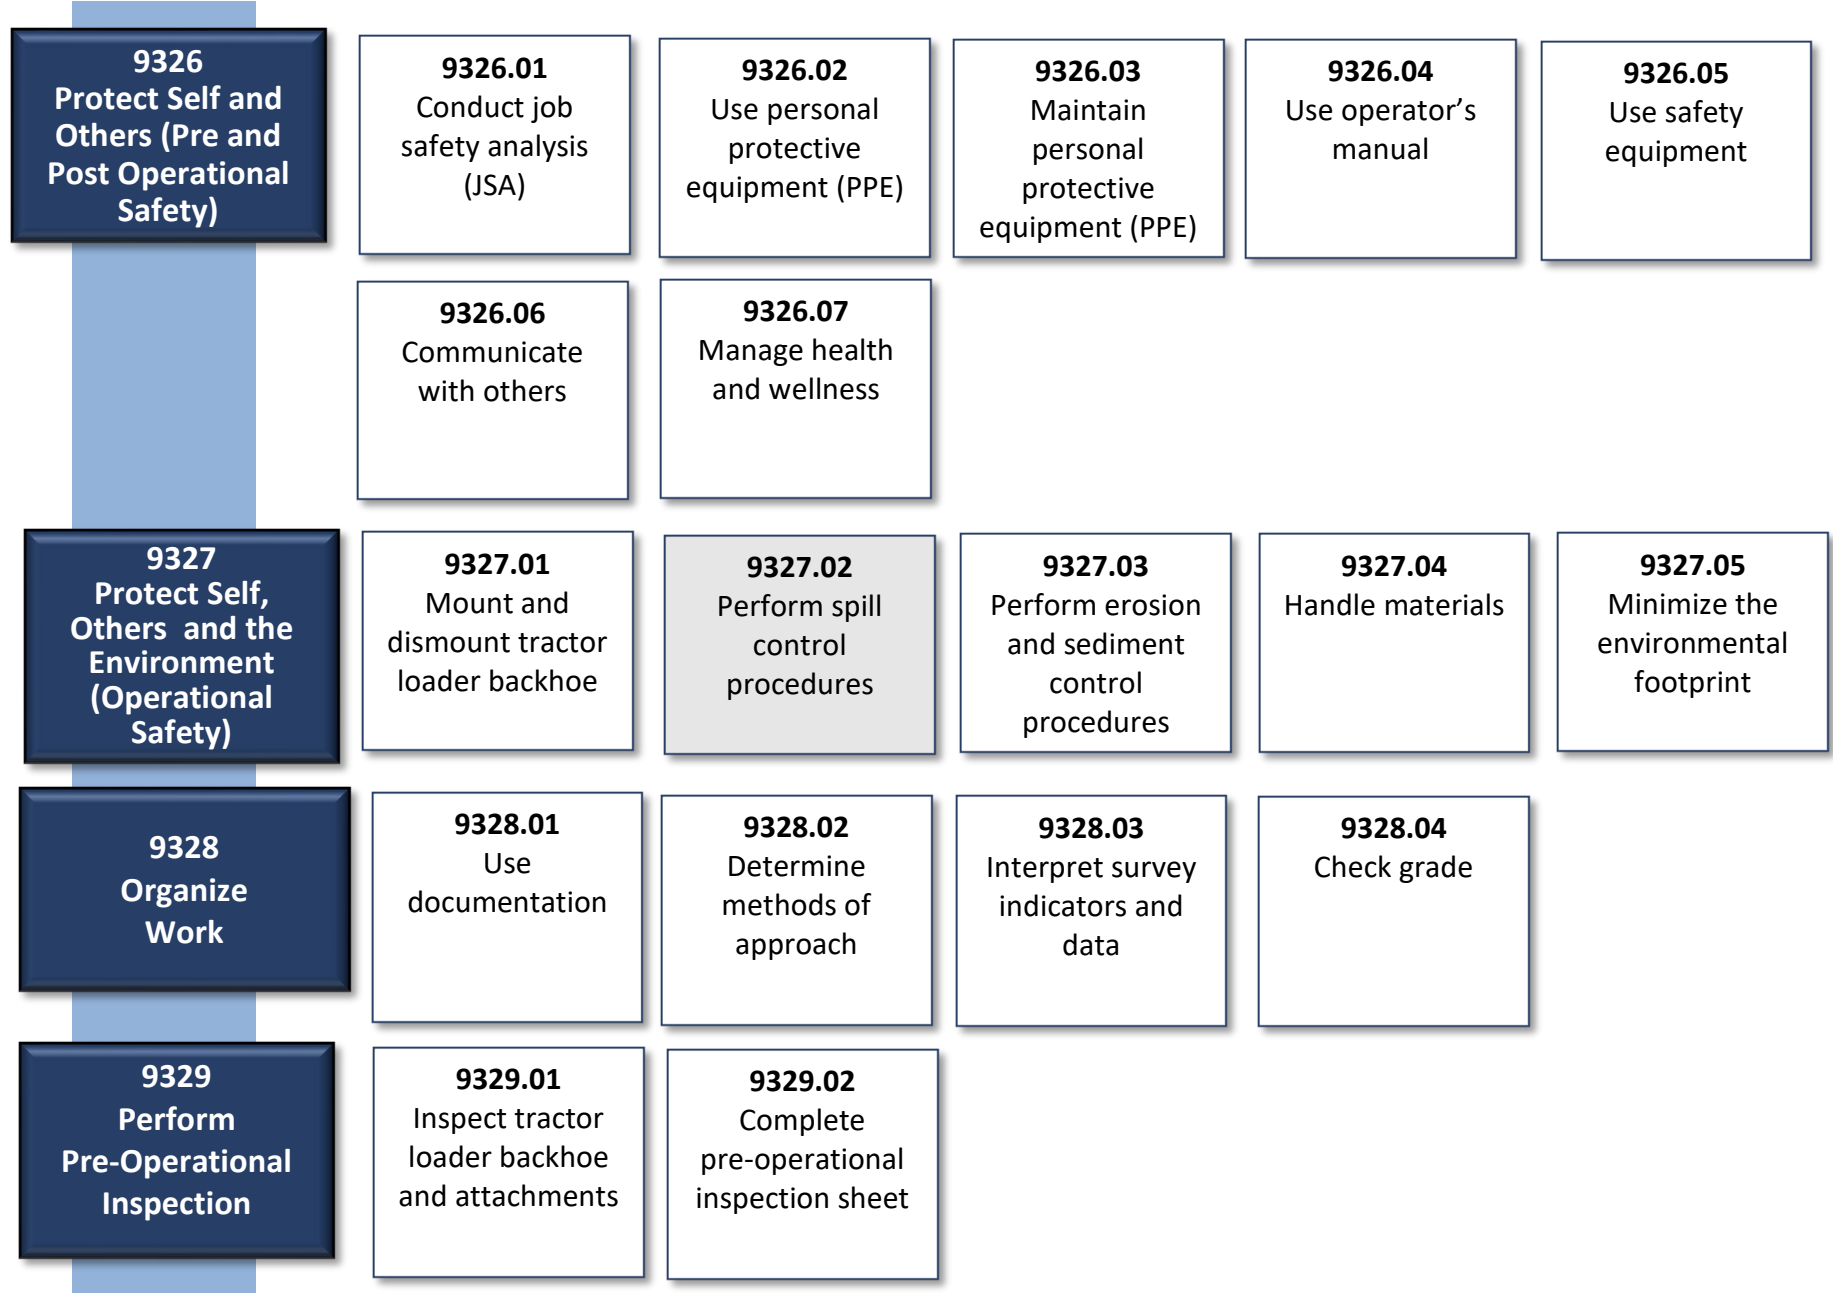 9326
Protect Self and
Others (Pre and
Post Operational
Safety)
9326.01
Conduct job
safety analysis
(JSA)
9326.02
Use personal
protective
equipment (PPE)
9326.03
Maintain
personal
protective
equipment (PPE)
9326.04
Use operator’s
manual
9326.05
Use safety
equipment
9326.06
Communicate
with others
9326.07
Manage health
and wellness
9327
Protect Self,
Others and the
Environment
(Operational
Safety)
9327.01
Mount and
dismount tractor
loader backhoe
9327.02
Perform spill
control
procedures
9327.03
Perform erosion
and sediment
control
procedures
9327.04
Handle materials
9327.05
Minimize the
environmental
footprint
9328
Organize
Work
9328.01
Use
documentation
9328.02
Determine
methods of
approach
9328.03
Interpret survey
indicators and
data
9328.04
Check grade
9329
Perform
Pre-Operational
Inspection
9329.01
Inspect tractor
loader backhoe
and attachments
9329.02
Complete
pre-operational
inspection sheet